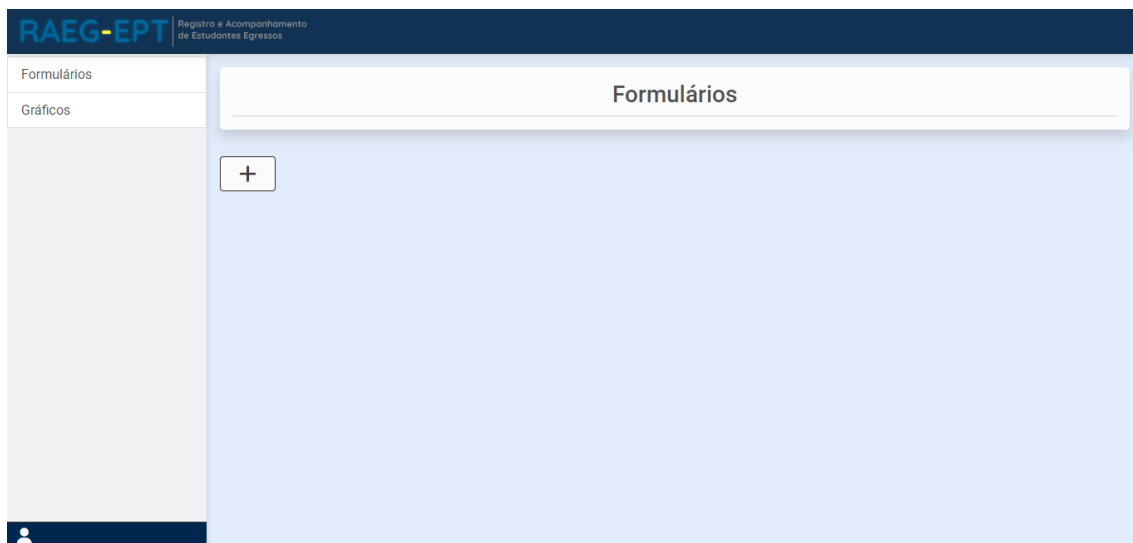 RAEG-EPT
Registro e Acompanhamento
de Estudantes Egressos
Formulários
Gráficos
Formulários
+